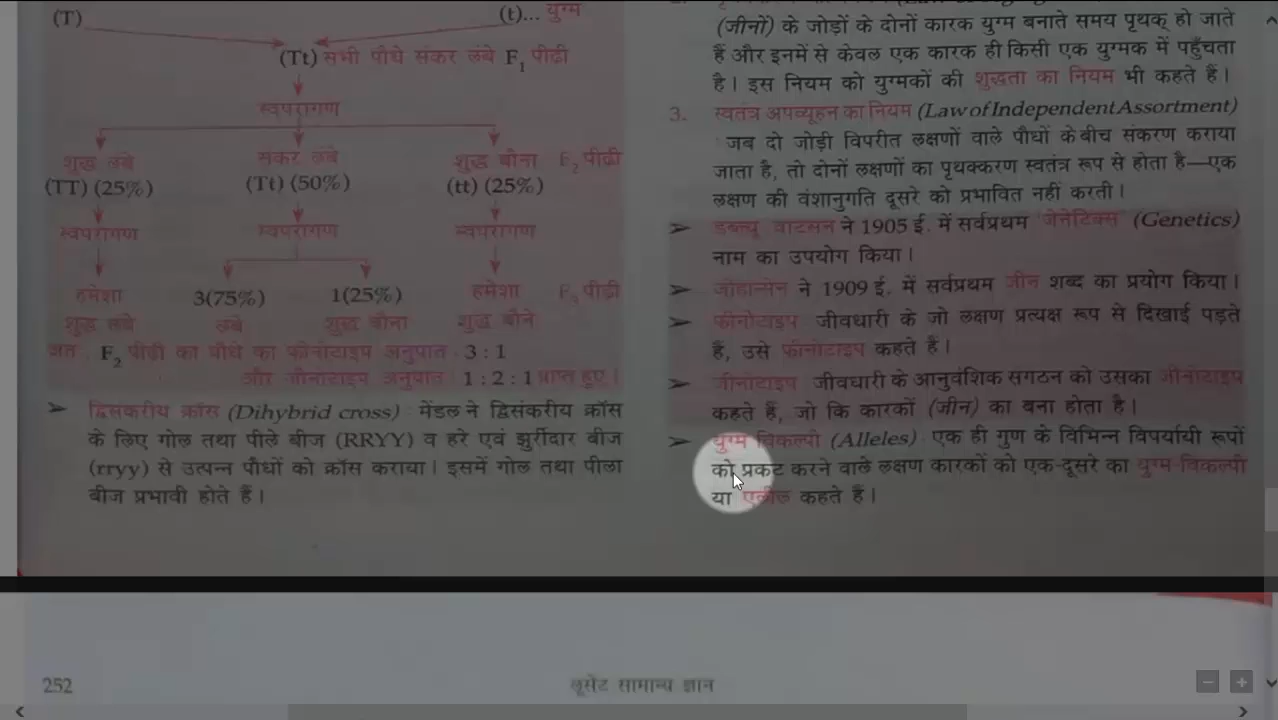 (T)
(t)... युग्म
(Tt) सभी पौधे संकर लंबे F1 पीढ़ी
स्वपरागण
शुद्ध लंबे संकर लंबे शुद्ध बौना F2 पीढ़ी
(TT) (25%) (Tt) (50%) (tt) (25%)
स्वपरागण स्वपरागण स्वपरागण
हमेशा 3(75%) 1(25%) हमेशा F3 पीढ़ी
शुद्ध लंबे लंबे शुद्ध बौना शुद्ध बौने
अतः F2 पीढ़ी का पौधे का फीनोटाइप अनुपात : 3 : 1
और जीनोटाइप अनुपात : 1 : 2 : 1 प्राप्त हुए।
➢ द्विसंकरीय क्रॉस (Dihybrid cross) : मेंडल ने द्विसंकरीय क्रॉस
के लिए गोल तथा पीले बीज (RRYY) व हरे एवं झुर्रीदार बीज
(rryy) से उत्पन्न पौधों को क्रॉस कराया। इसमें गोल तथा पीला
बीज प्रभावी होते हैं।
(जीनों) के जोड़ों के दोनों कारक युग्म बनाते समय पृथक् हो जाते
हैं और इनमें से केवल एक कारक ही किसी एक युग्मक में पहुँचता
है। इस नियम को युग्मकों की शुद्धता का नियम भी कहते हैं।
3. स्वतंत्र अपव्यूहन का नियम (Law of Independent Assortment)
जब दो जोड़ी विपरीत लक्षणों वाले पौधों के बीच संकरण कराया
जाता है, तो दोनों लक्षणों का पृथक्करण स्वतंत्र रूप से होता है—एक
लक्षण की वंशानुगति दूसरे को प्रभावित नहीं करती।
➢ डब्ल्यू वाटसन ने 1905 ई. में सर्वप्रथम जेनेटिक्स (Genetics)
नाम का उपयोग किया।
➢ जोहान्सेन ने 1909 ई. में सर्वप्रथम जीन शब्द का प्रयोग किया।
➢ फीनोटाइप जीवधारी के जो लक्षण प्रत्यक्ष रूप से दिखाई पड़ते
हैं, उसे फीनोटाइप कहते हैं।
➢ जीनोटाइप जीवधारी के आनुवंशिक संगठन को उसका जीनोटाइप
कहते हैं, जो कि कारकों (जीन) का बना होता है।
➢ युग्म विकल्पी (Alleles) : एक ही गुण के विभिन्न विपर्यायी रूपों
को प्रकट करने वाले लक्षण कारकों को एक-दूसरे का युग्म-विकल्पी
या एलील कहते हैं।
252 लूसेंट सामान्य ज्ञान